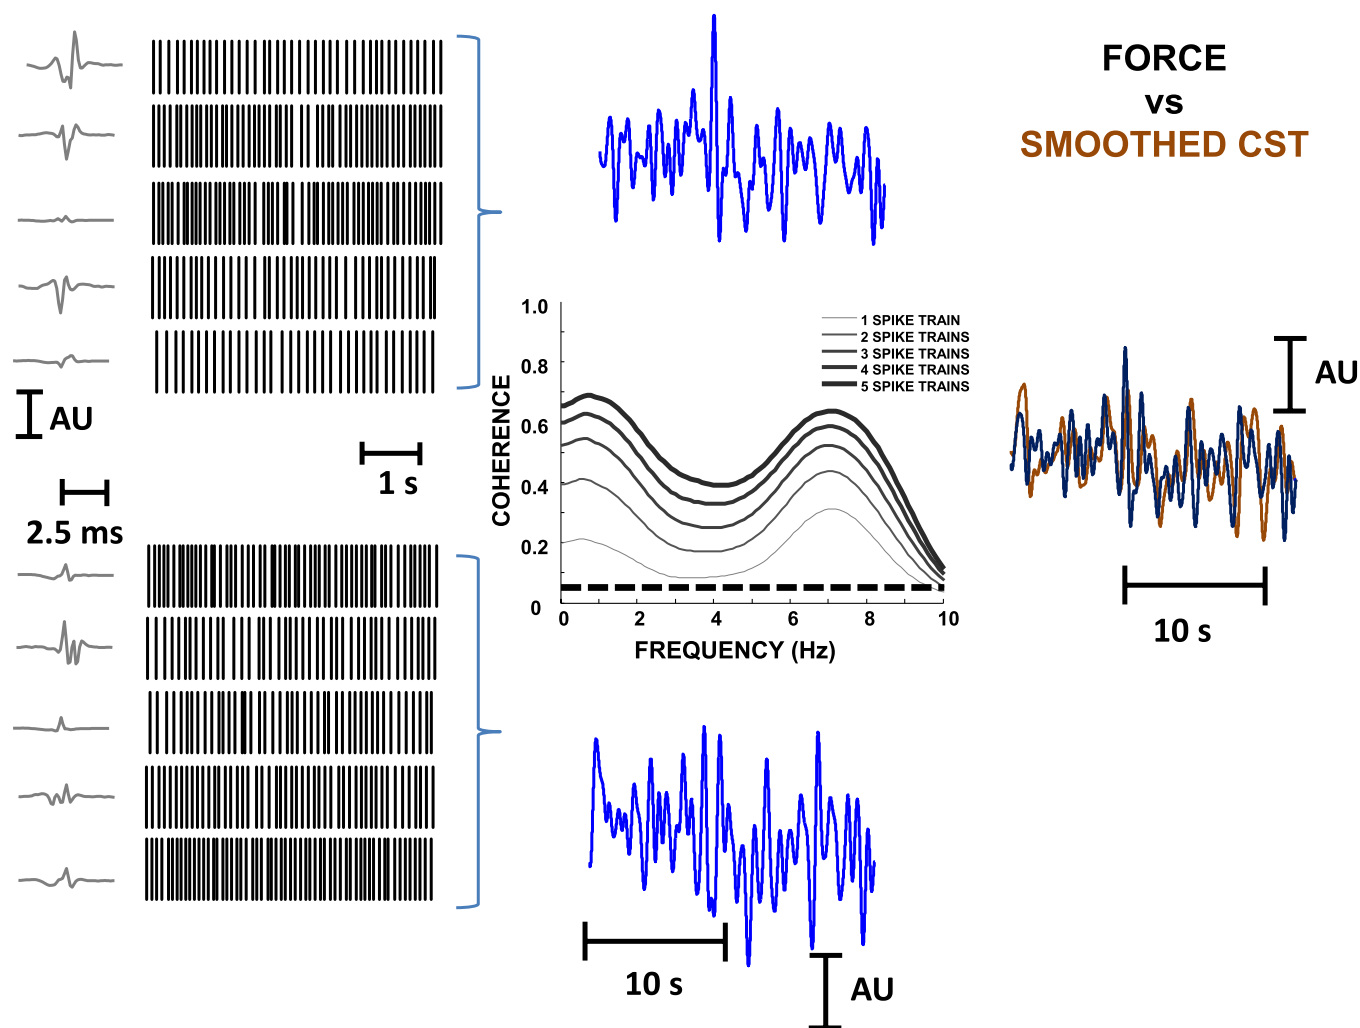 FORCE
vs
SMOOTHED CST
AU
1 s
2.5 ms
1.0
0.8
0.6
0.4
0.2
0
COHERENCE
1 SPIKE TRAIN
2 SPIKE TRAINS
3 SPIKE TRAINS
4 SPIKE TRAINS
5 SPIKE TRAINS
0 2 4 6 8 10
FREQUENCY (Hz)
AU
10 s
10 s
AU